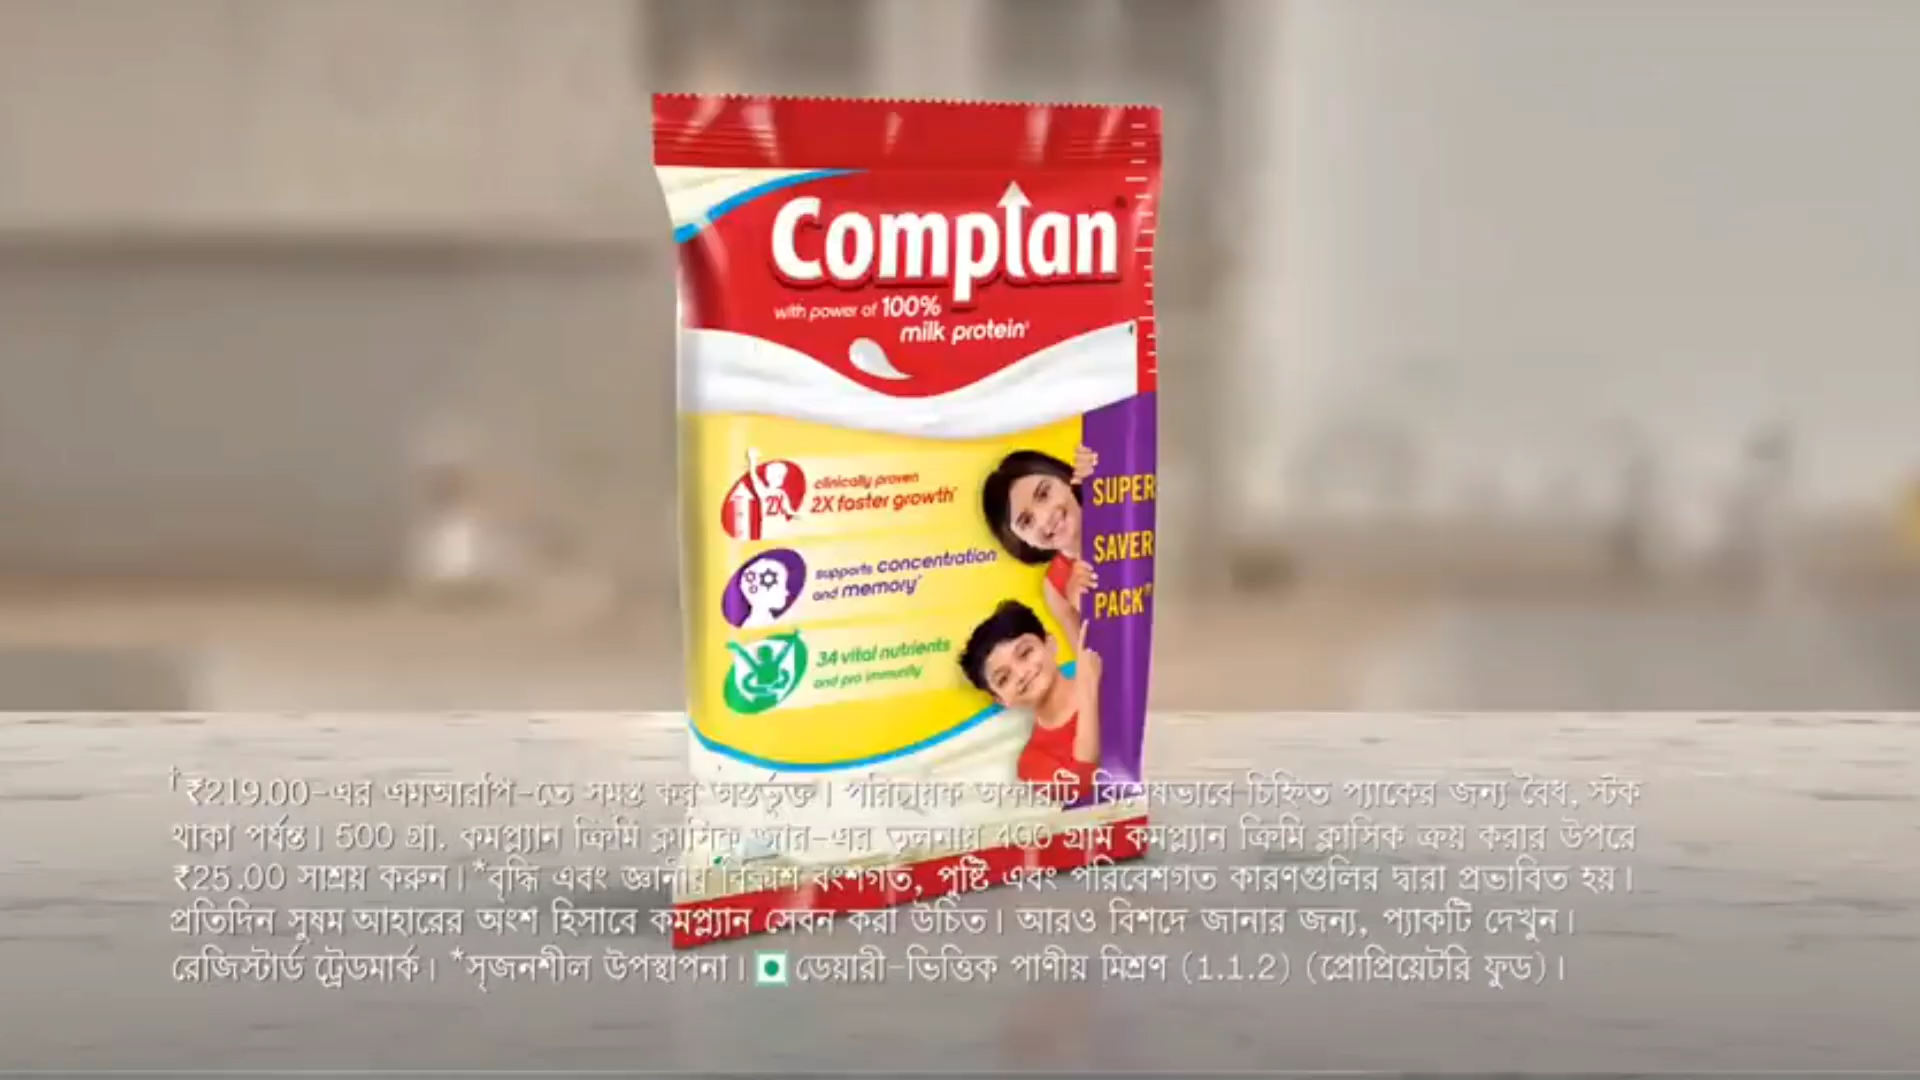 Complan
with power of 100%
milk protein
clinically proven
2X
2X faster growth*
supports concentration
and memory*
34 vital nutrients
and pro immunity
SUPER
SAVER
PACK
†₹219.00-এর এমআরপি-তে সমস্ত কর অন্তর্ভুক্ত। পরিচায়ক অফারটি বিশেষভাবে চিহ্নিত প্যাকের জন্য বৈধ, স্টক
থাকা পর্যন্ত। 500 গ্রা. কমপ্ল্যান ক্রিমি ক্লাসিক জার-এর তুলনায় 400 গ্রাম কমপ্ল্যান ক্রিমি ক্লাসিক ক্রয় করার উপরে
₹25.00 সাশ্রয় করুন। *বৃদ্ধি এবং জ্ঞানীয় বিকাশ বংশগত, পুষ্টি এবং পরিবেশগত কারণগুলির দ্বারা প্রভাবিত হয়।
প্রতিদিন সুষম আহারের অংশ হিসাবে কমপ্ল্যান সেবন করা উচিত। আরও বিশদে জানার জন্য, প্যাকটি দেখুন।
রেজিস্টার্ড ট্রেডমার্ক। *সৃজনশীল উপস্থাপনা। ডেয়ারী-ভিত্তিক পাণীয় মিশ্রণ (1.1.2) (প্রোপ্রিয়েটরি ফুড)।